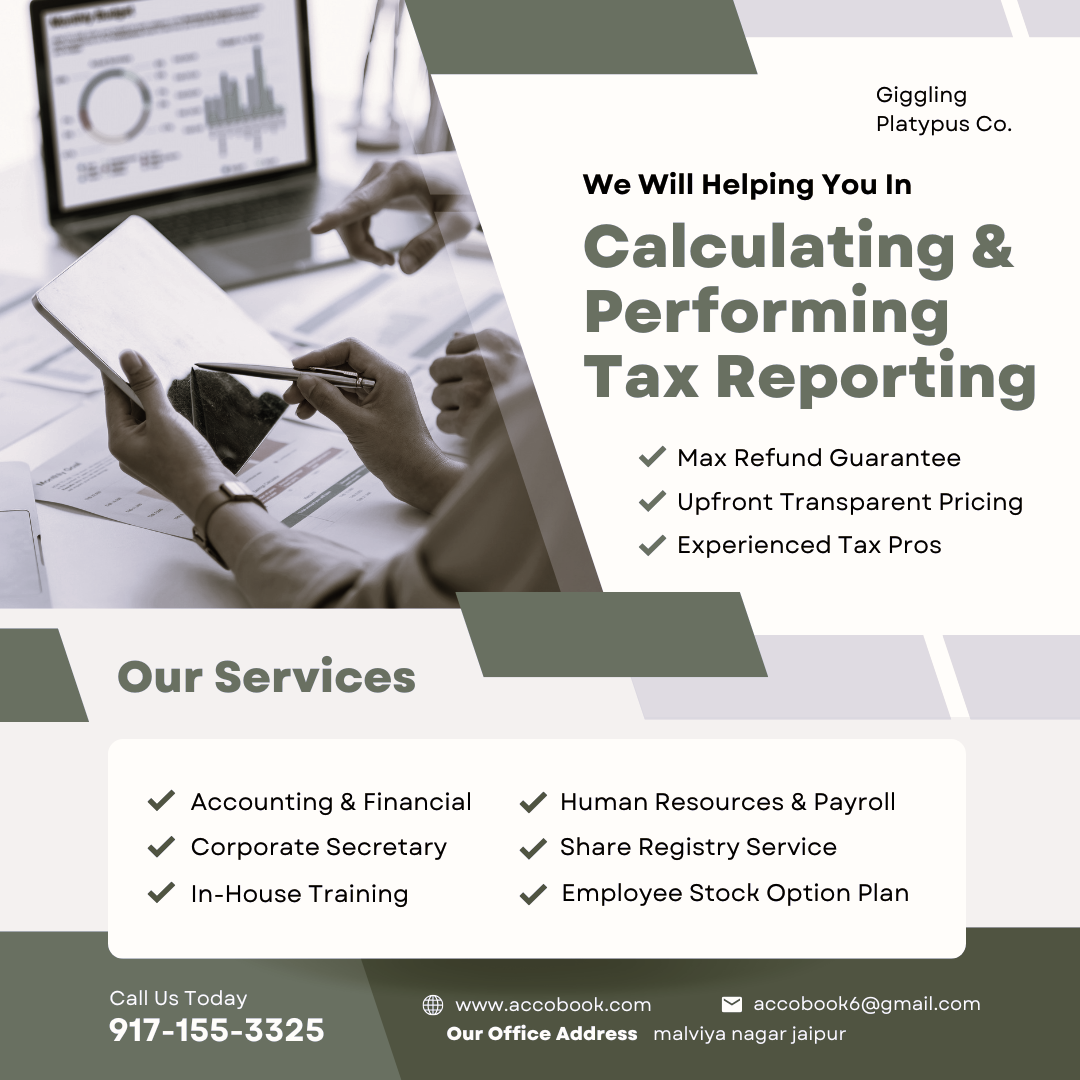 Monthly Budget
Giggling
Platypus Co.
We Will Helping You In
Calculating &
Performing
Tax Reporting
Max Refund Guarantee
Upfront Transparent Pricing
Experienced Tax Pros
Our Services
Accounting & Financial
Corporate Secretary
In-House Training
Human Resources & Payroll
Share Registry Service
Employee Stock Option Plan
Call Us Today
917-155-3325
www.accobook.com
accobook6@gmail.com
Our Office Address malviya nagar jaipur